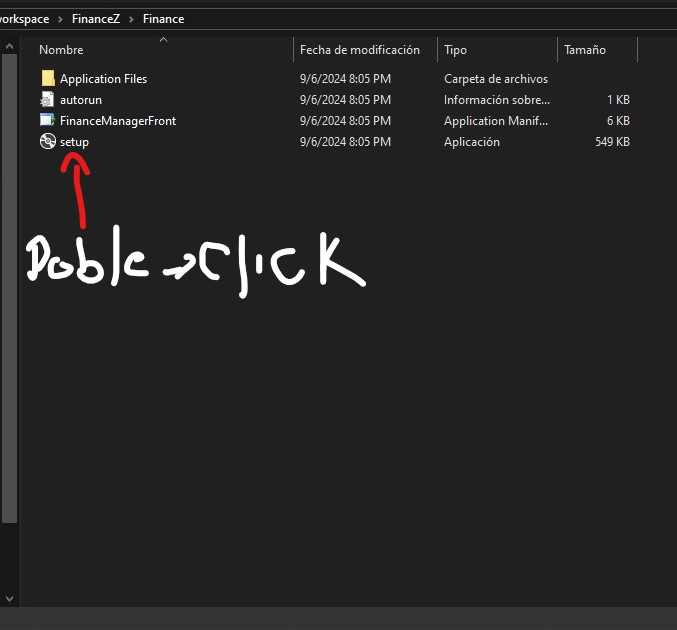 workspace > FinanceZ > Finance
Nombre Fecha de modificación Tipo Tamaño
Application Files 9/6/2024 8:05 PM Carpeta de archivos
autorun 9/6/2024 8:05 PM Información sobre... 1 KB
FinanceManagerFront 9/6/2024 8:05 PM Application Manif... 6 KB
setup 9/6/2024 8:05 PM Aplicación 549 KB
Doble → Click